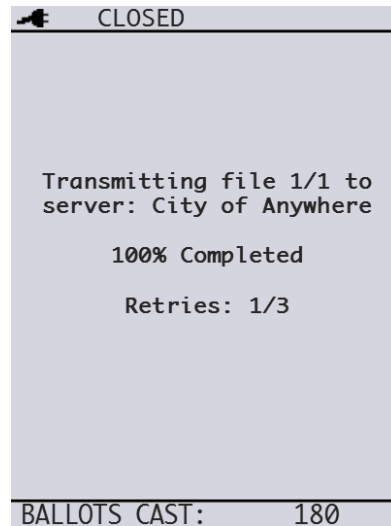 CLOSED
Transmitting file 1/1 to
server: City of Anywhere
100% Completed
Retries: 1/3
BALLOTS CAST: 180